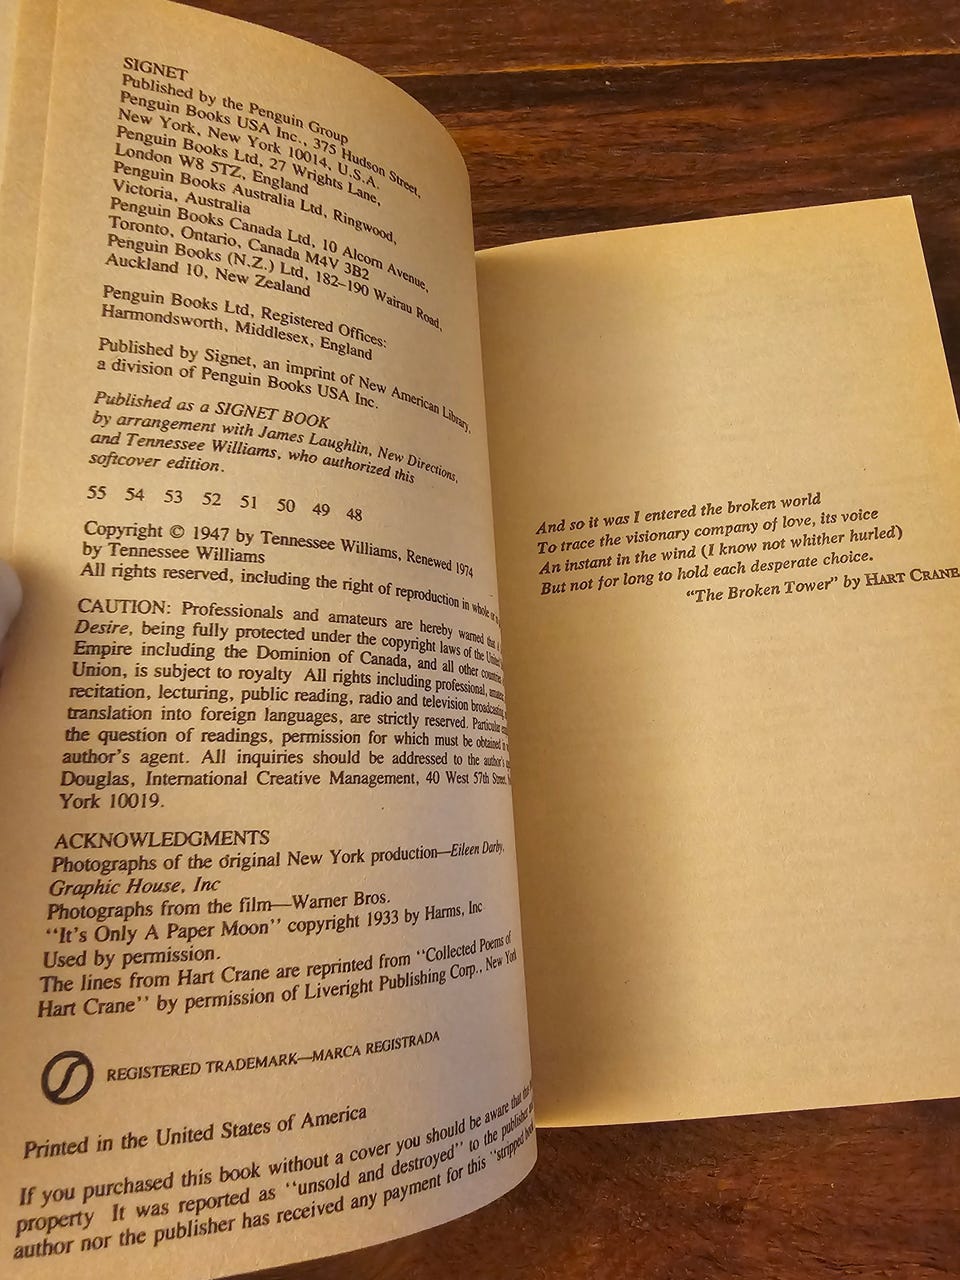 SIGNET
Published by the Penguin Group
Penguin Books USA Inc., 375 Hudson Street,
New York, New York 10014, U.S.A.
Penguin Books Ltd, 27 Wrights Lane,
London W8 5TZ, England
Penguin Books Australia Ltd, Ringwood,
Victoria, Australia
Penguin Books Canada Ltd, 10 Alcorn Avenue,
Toronto, Ontario, Canada M4V 3B2
Penguin Books (N.Z.) Ltd, 182–190 Wairau Road,
Auckland 10, New Zealand
Penguin Books Ltd, Registered Offices:
Harmondsworth, Middlesex, England
Published by Signet, an imprint of New American Library,
a division of Penguin Books USA Inc.
Published as a SIGNET BOOK
by arrangement with James Laughlin, New Directions,
and Tennessee Williams, who authorized this
softcover edition.
55 54 53 52 51 50 49 48
Copyright © 1947 by Tennessee Williams, Renewed 1974
by Tennessee Williams
All rights reserved, including the right of reproduction in whole or
CAUTION: Professionals and amateurs are hereby warned that A
Desire, being fully protected under the copyright laws of the
Empire including the Dominion of Canada, and all other
Union, is subject to royalty All rights including professional,
recitation, lecturing, public reading, radio and television broadcasting,
translation into foreign languages, are strictly reserved. Particular
the question of readings, permission for which must be obtained
author's agent. All inquiries should be addressed to the author's
Douglas, International Creative Management, 40 West 57th Street,
York 10019.
ACKNOWLEDGMENTS
Photographs of the original New York production—Eileen Darby,
Graphic House, Inc
Photographs from the film—Warner Bros.
"It's Only A Paper Moon" copyright 1933 by Harms, Inc
Used by permission.
The lines from Hart Crane are reprinted from "Collected Poems of
Hart Crane" by permission of Liveright Publishing Corp., New York
REGISTERED TRADEMARK—MARCA REGISTRADA
Printed in the United States of America
If you purchased this book without a cover you should be aware that this
property It was reported as "unsold and destroyed" to the publisher
author nor the publisher has received any payment for this "stripped
And so it was I entered the broken world
To trace the visionary company of love, its voice
An instant in the wind (I know not whither hurled)
But not for long to hold each desperate choice.
"The Broken Tower" by HART CRANE